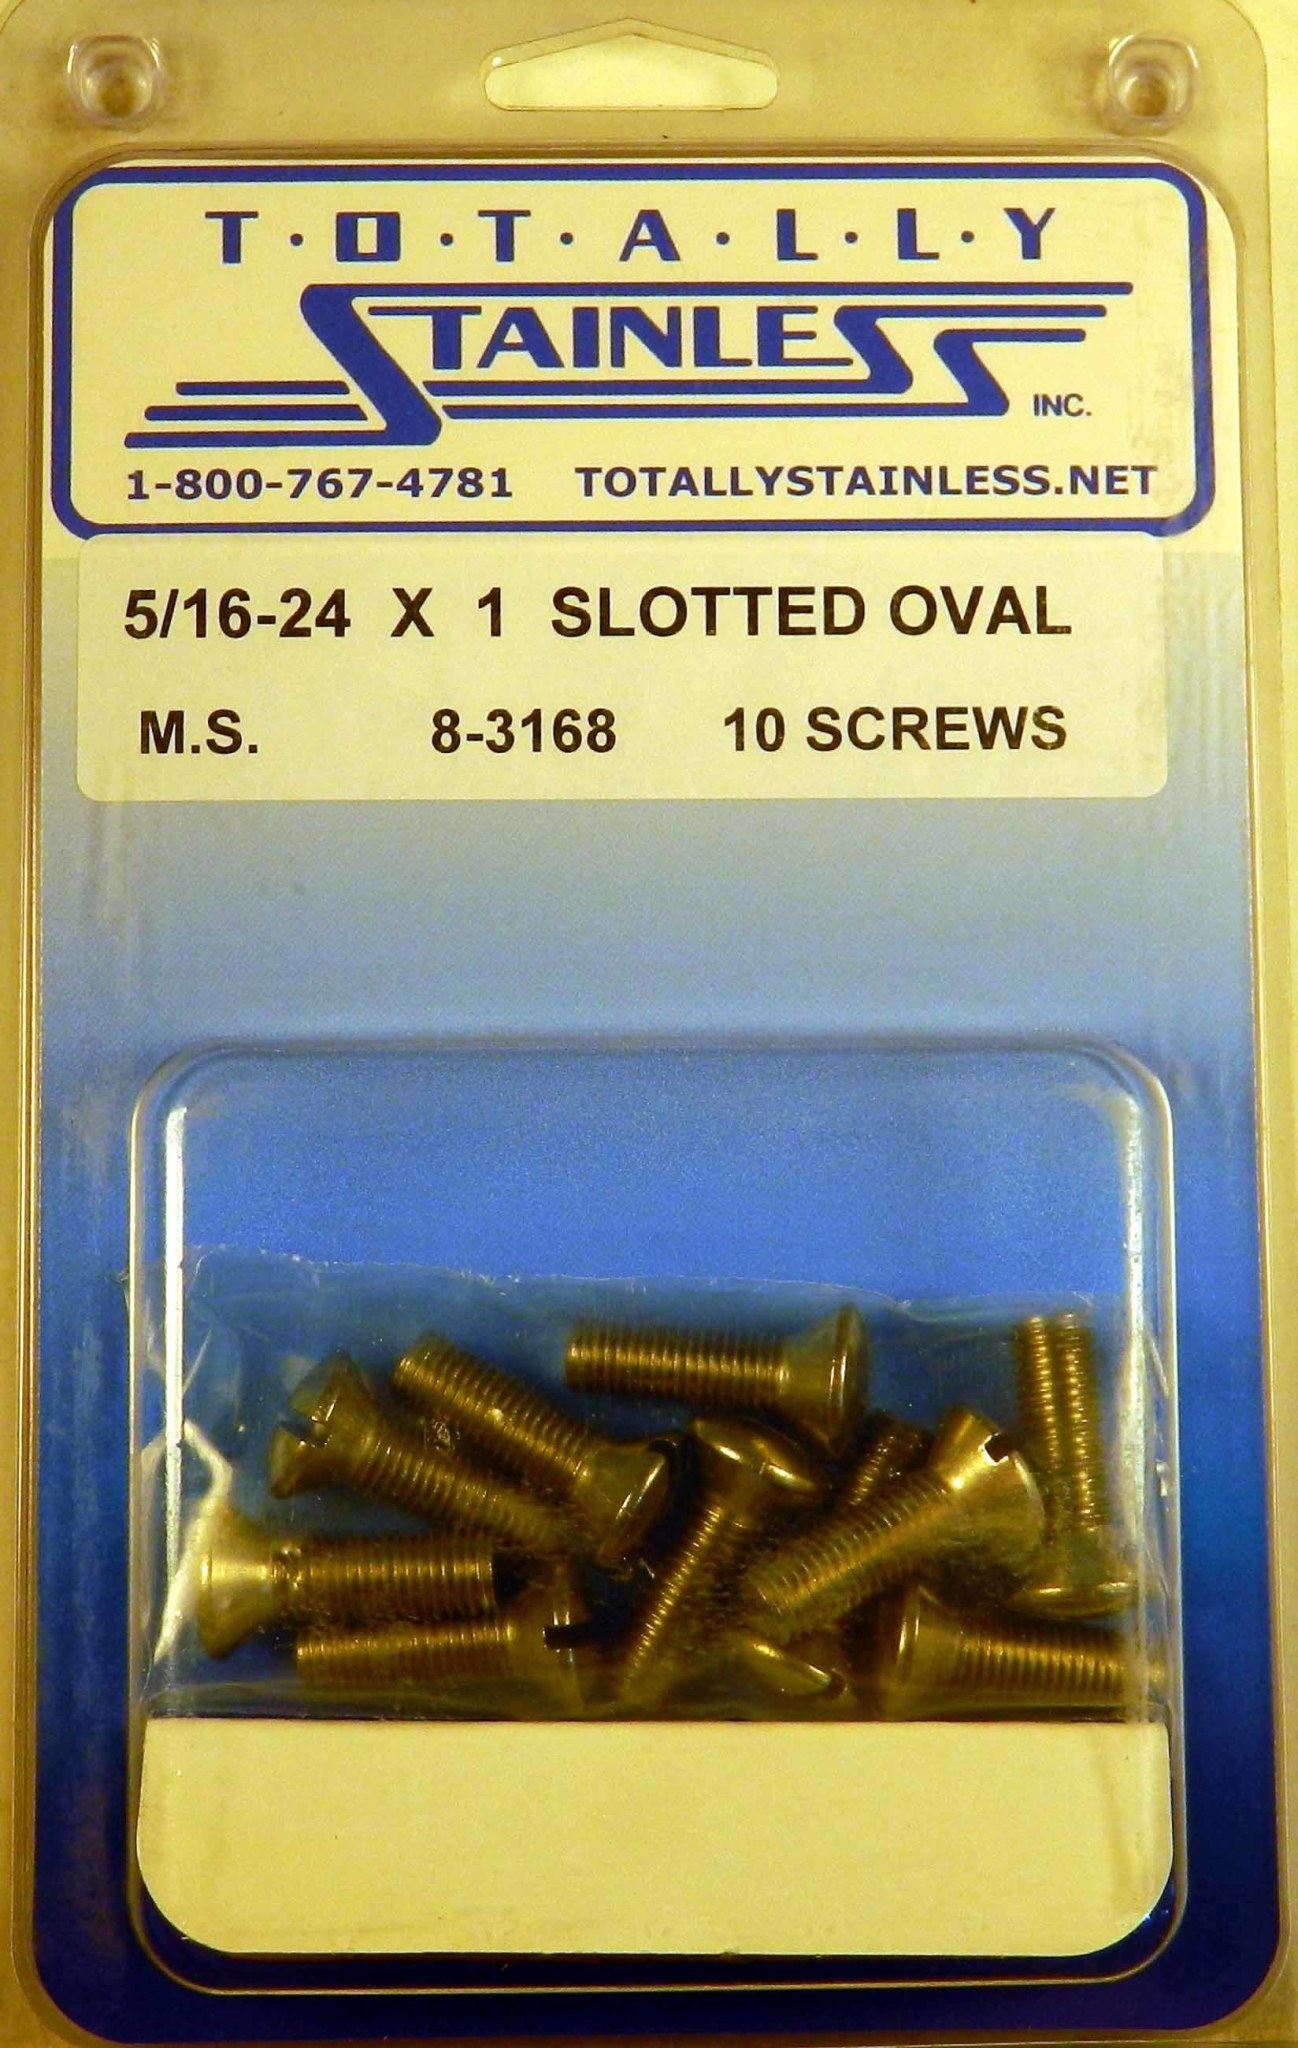 T·O·T·A·L·L·Y
STAINLESS INC.
1-800-767-4781 TOTALLYSTAINLESS.NET
5/16-24 X 1 SLOTTED OVAL
M.S. 8-3168 10 SCREWS